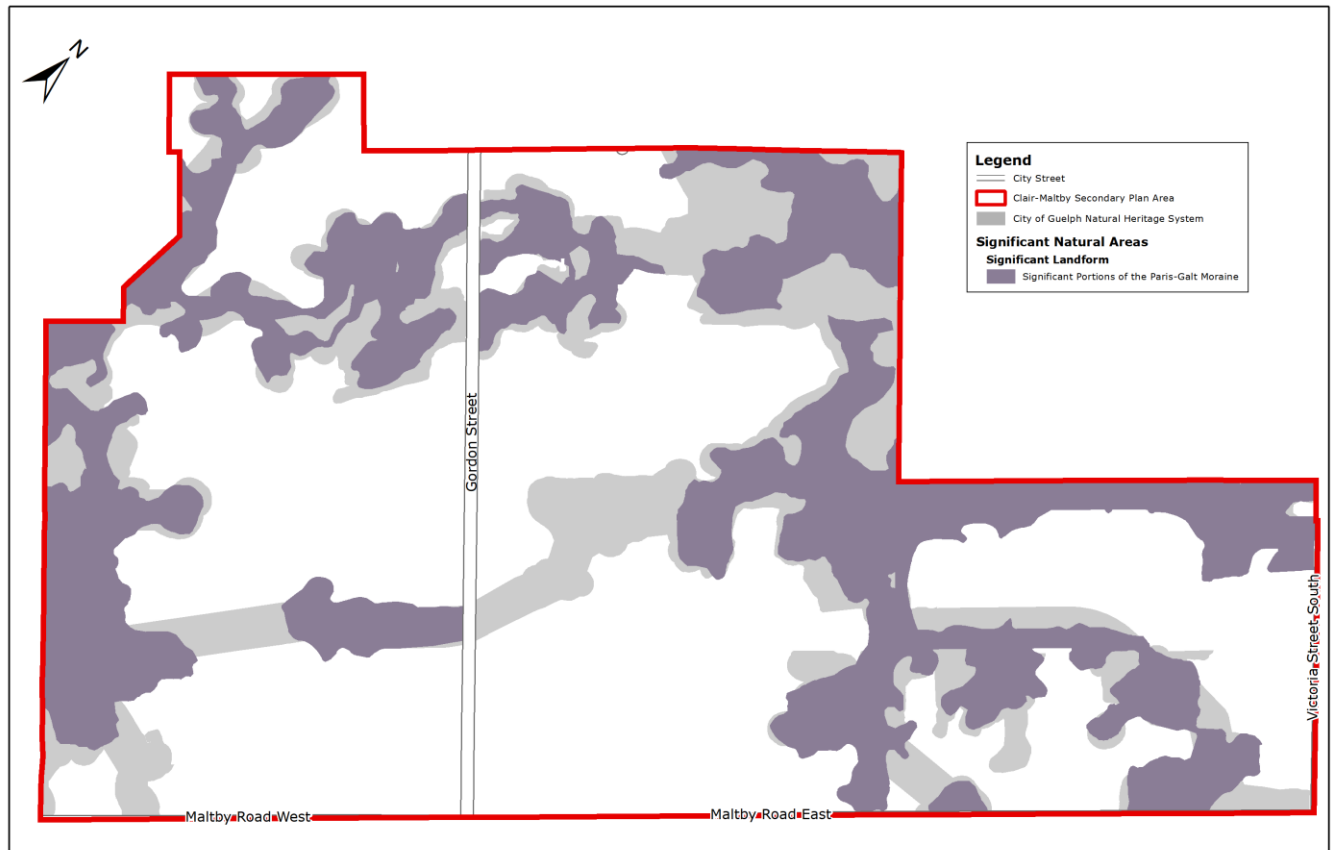 N
Legend
City Street
Clair-Maltby Secondary Plan Area
City of Guelph Natural Heritage System
Significant Natural Areas
Significant Landform
Significant Portions of the Paris-Galt Moraine
Gordon Street
Victoria Street South
Maltby Road West
Maltby Road East